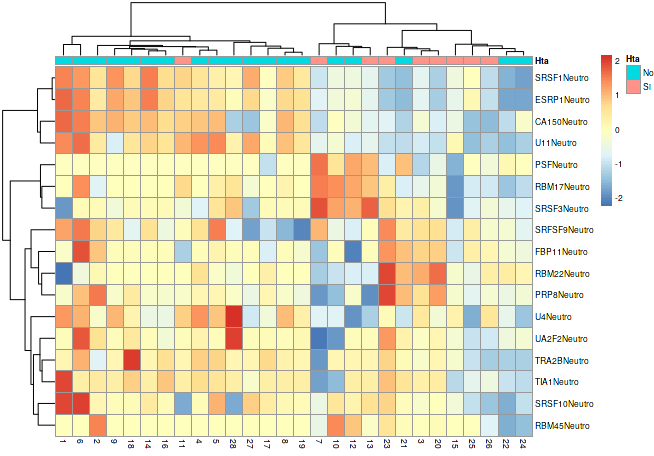 Hta
SRSF1Neutro
ESRP1Neutro
CA150Neutro
U11Neutro
PSFNeutro
RBM17Neutro
SRSF3Neutro
SRFSF9Neutro
FBP11Neutro
RBM22Neutro
PRP8Neutro
U4Neutro
UA2F2Neutro
TRA2BNeutro
TIA1Neutro
SRSF10Neutro
RBM45Neutro
1 6 2 9 18 14 16 11 4 5 28 27 17 8 19 7 10 12 13 23 21 3 20 15 25 26 22 24
2
1
0
-1
-2
Hta
No
SI